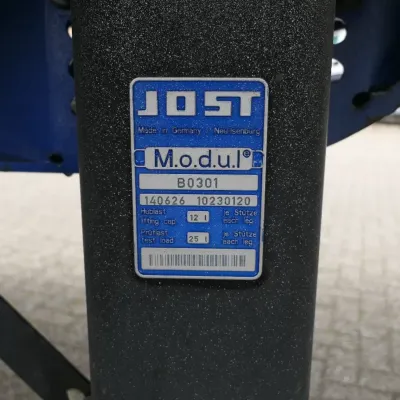 JOST
Made in Germany Neu-Isenburg
M.o.d.u.l®
B0301
140626 10230120
Hublast 12 t je Stütze
lifting cap. each leg
Prüflast 25 t je Stütze
test load each leg